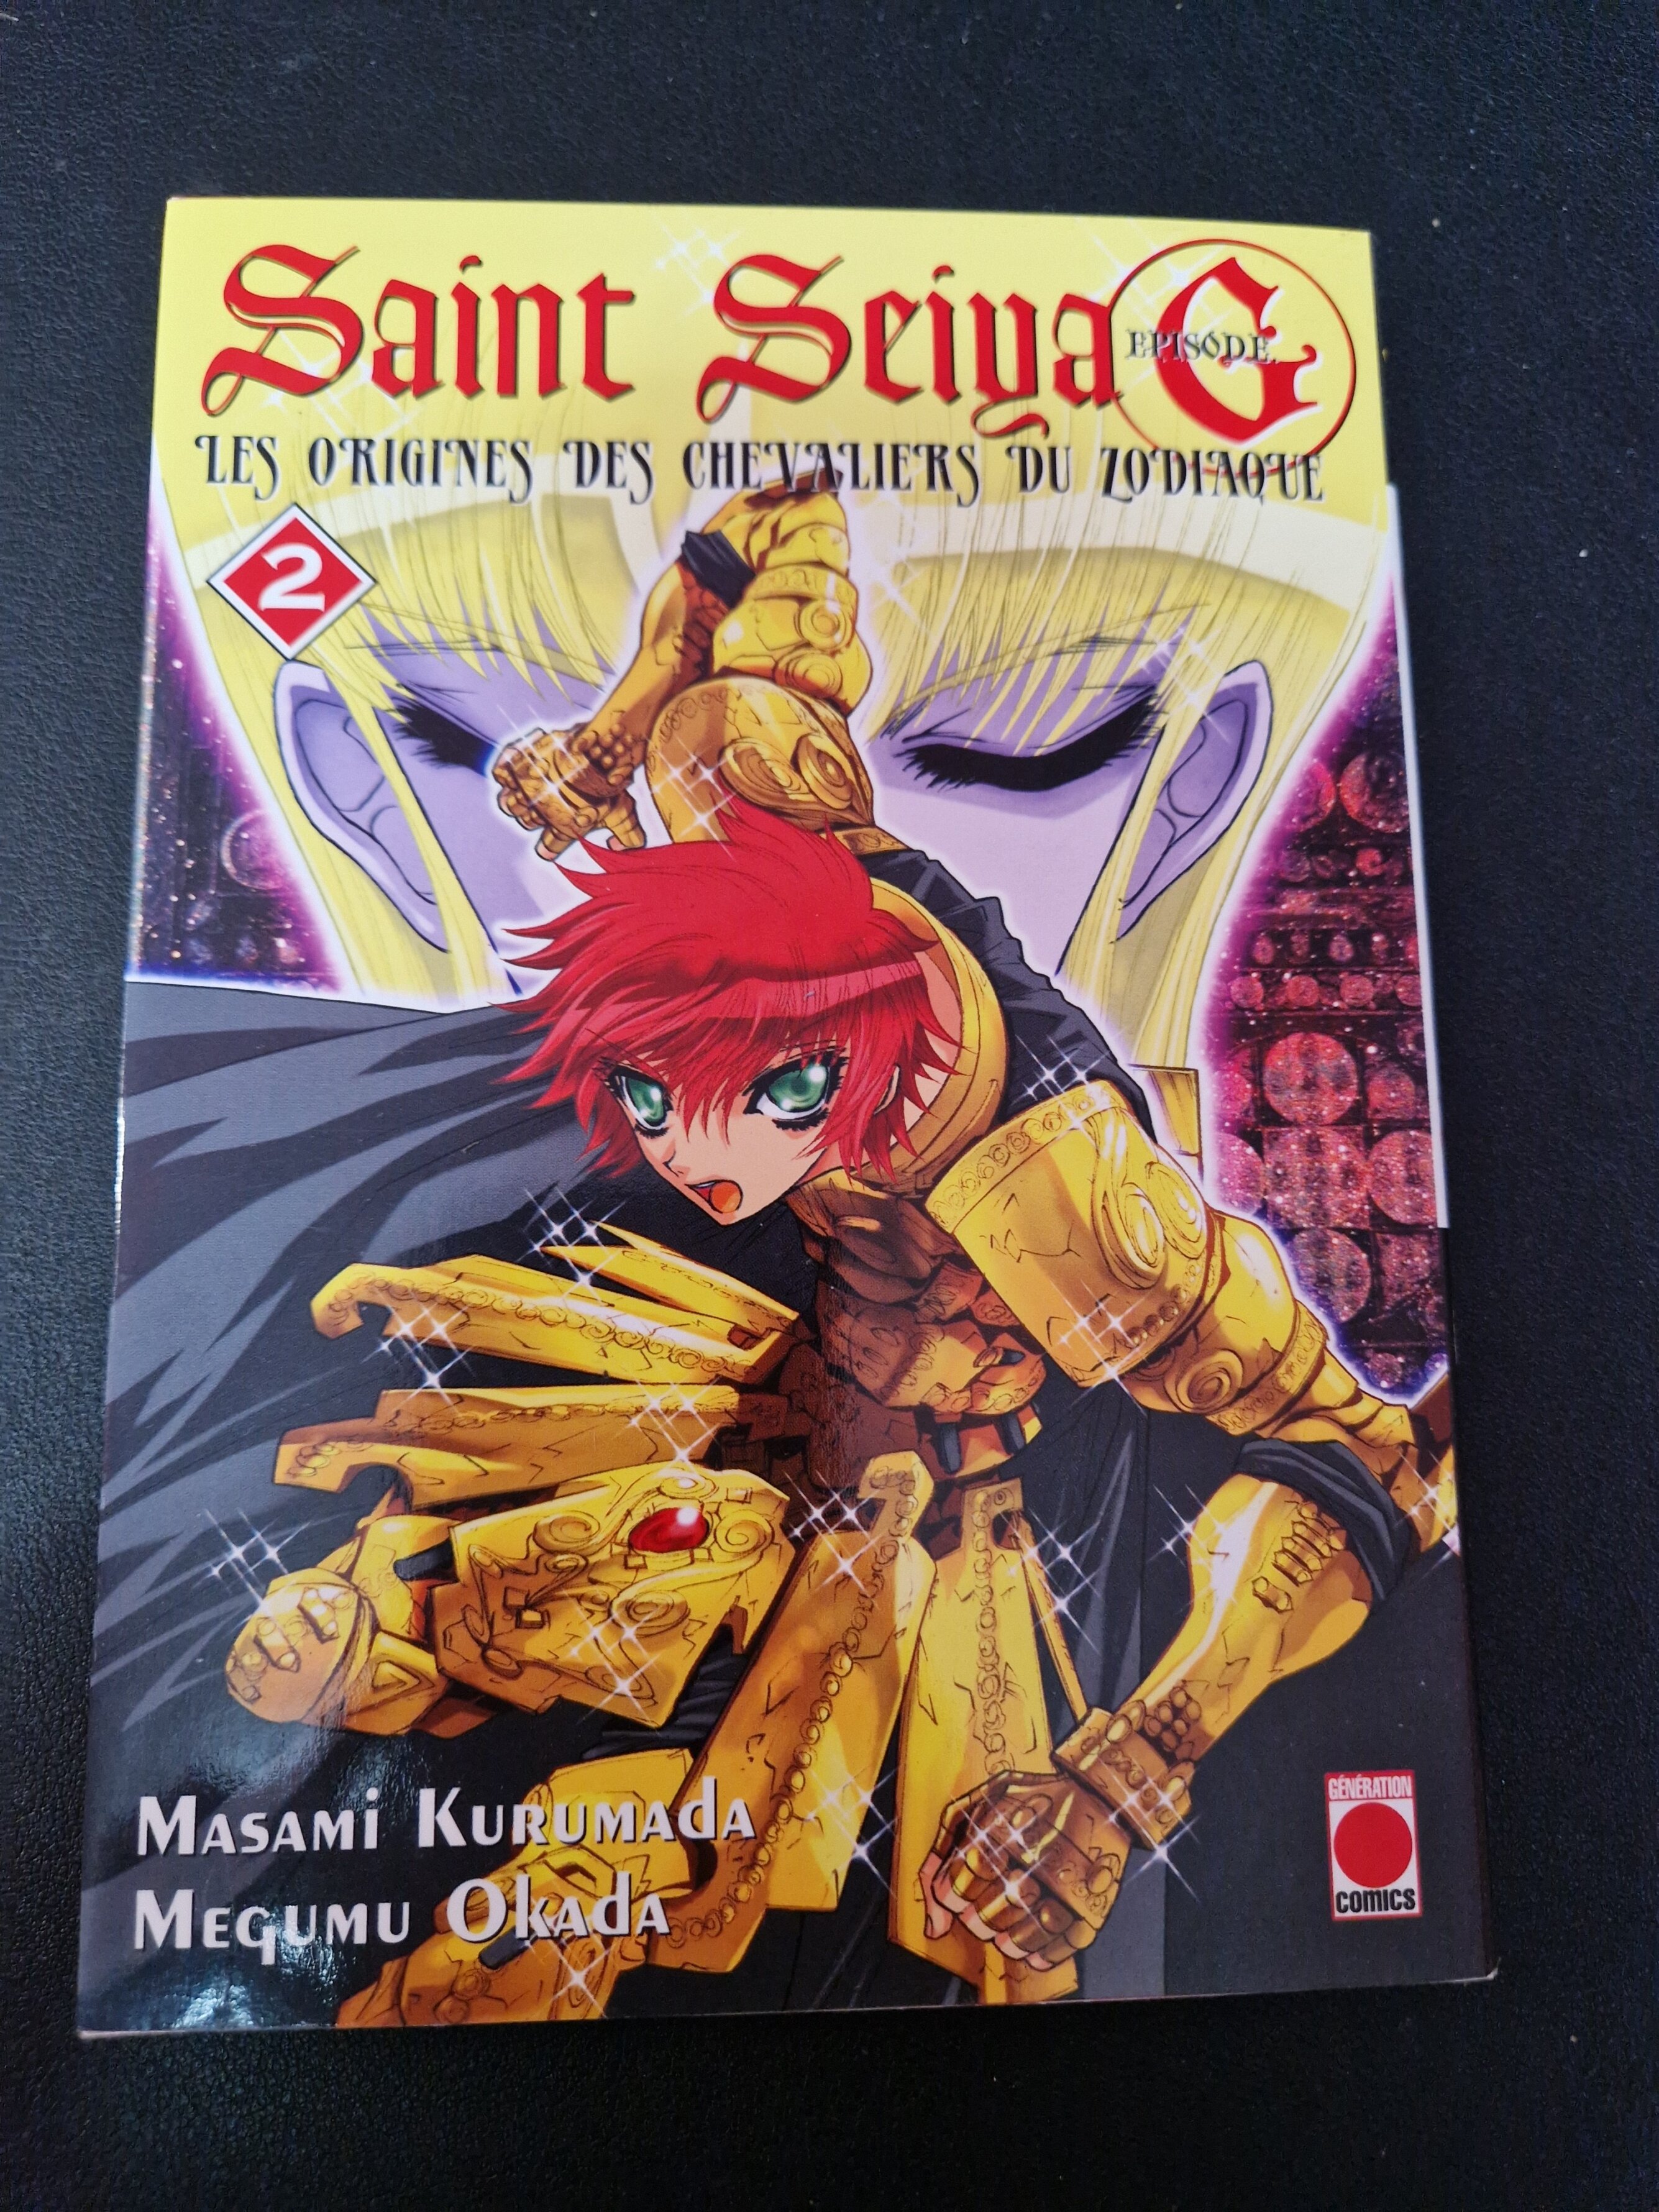 Saint Seiya
EPISODE G
LES ORIGINES DES CHEVALIERS DU ZODIAQUE
2
MASAMI KURUMADA
MEGUMU OKADA
GÉNÉRATION
COMICS